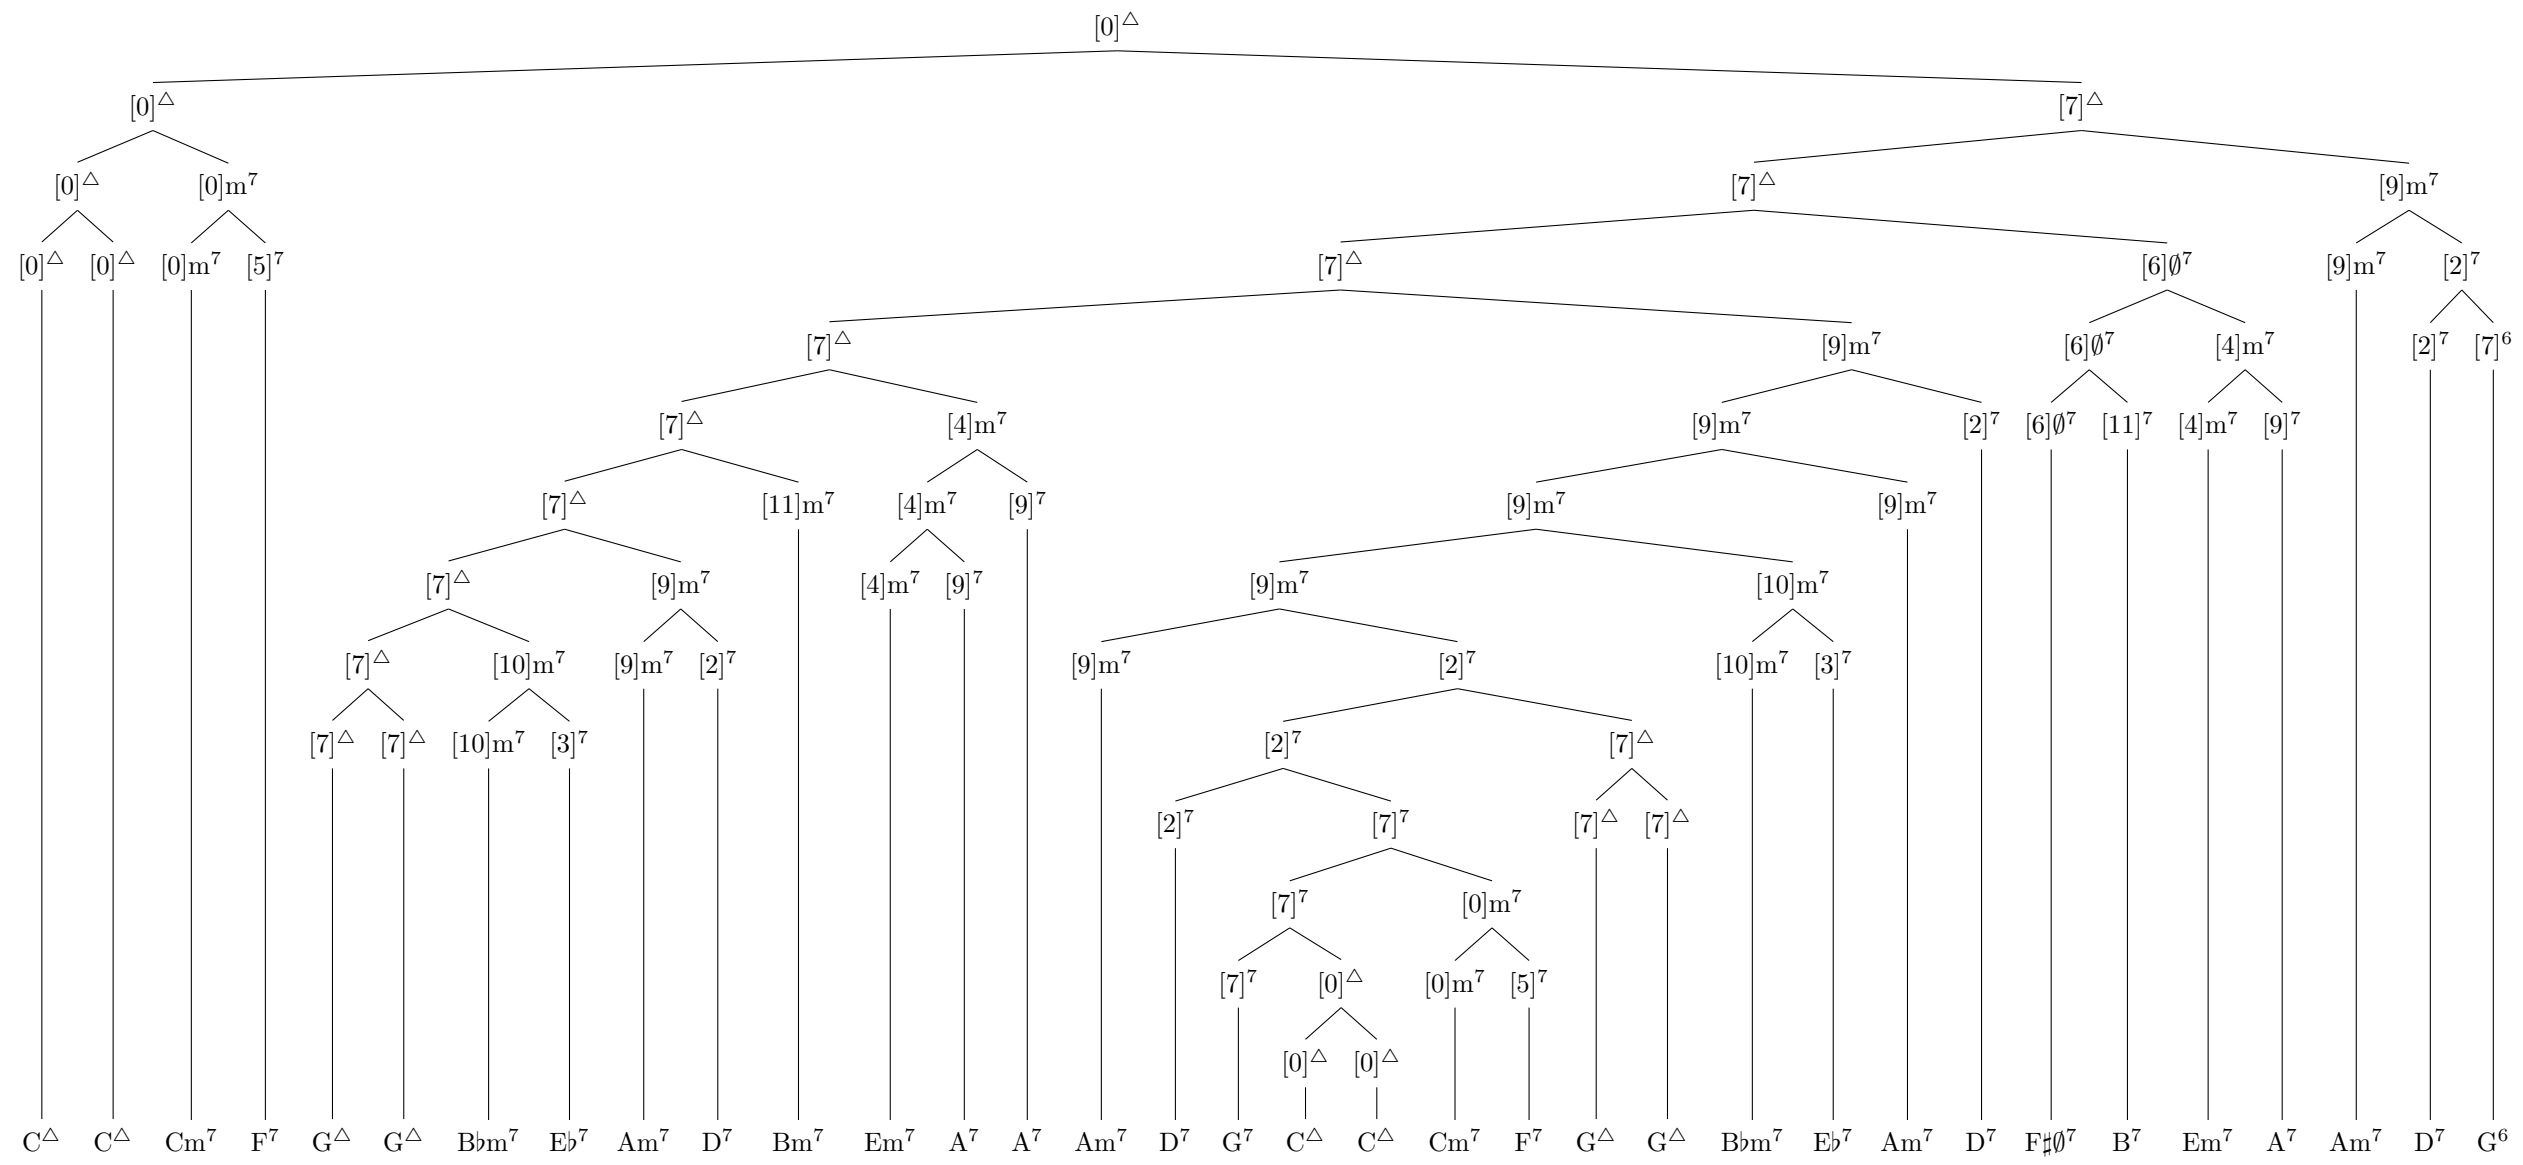 [0]△
[0]△ [7]△
[0]△ [0]m⁷ [7]△ [9]m⁷
[0]△ [0]△ [0]m⁷ [5]⁷ [7]△ [6]∅⁷ [9]m⁷ [2]⁷
[7]△ [9]m⁷ [6]∅⁷ [4]m⁷ [2]⁷ [7]⁶
[7]△ [4]m⁷ [9]m⁷ [2]⁷ [6]∅⁷ [11]⁷ [4]m⁷ [9]⁷
[7]△ [11]m⁷ [4]m⁷ [9]⁷ [9]m⁷ [9]m⁷
[7]△ [9]m⁷ [4]m⁷ [9]⁷ [9]m⁷ [10]m⁷
[7]△ [10]m⁷ [9]m⁷ [2]⁷ [9]m⁷ [2]⁷ [10]m⁷ [3]⁷
[7]△ [7]△ [10]m⁷ [3]⁷ [2]⁷ [7]△
[2]⁷ [7]⁷ [7]△ [7]△
[7]⁷ [0]m⁷
[7]⁷ [0]△ [0]m⁷ [5]⁷
[0]△ [0]△
C△ C△ Cm⁷ F⁷ G△ G△ B♭m⁷ E♭⁷ Am⁷ D⁷ Bm⁷ Em⁷ A⁷ A⁷ Am⁷ D⁷ G⁷ C△ C△ Cm⁷ F⁷ G△ G△ B♭m⁷ E♭⁷ Am⁷ D⁷ F♯∅⁷ B⁷ Em⁷ A⁷ Am⁷ D⁷ G⁶